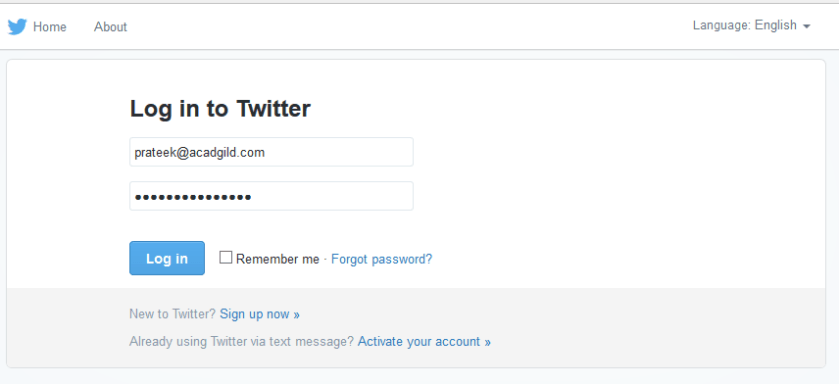 Home About Language: English
Log in to Twitter
prateek@acadgild.com
•••••••••••••••
Log in Remember me · Forgot password?
New to Twitter? Sign up now »
Already using Twitter via text message? Activate your account »